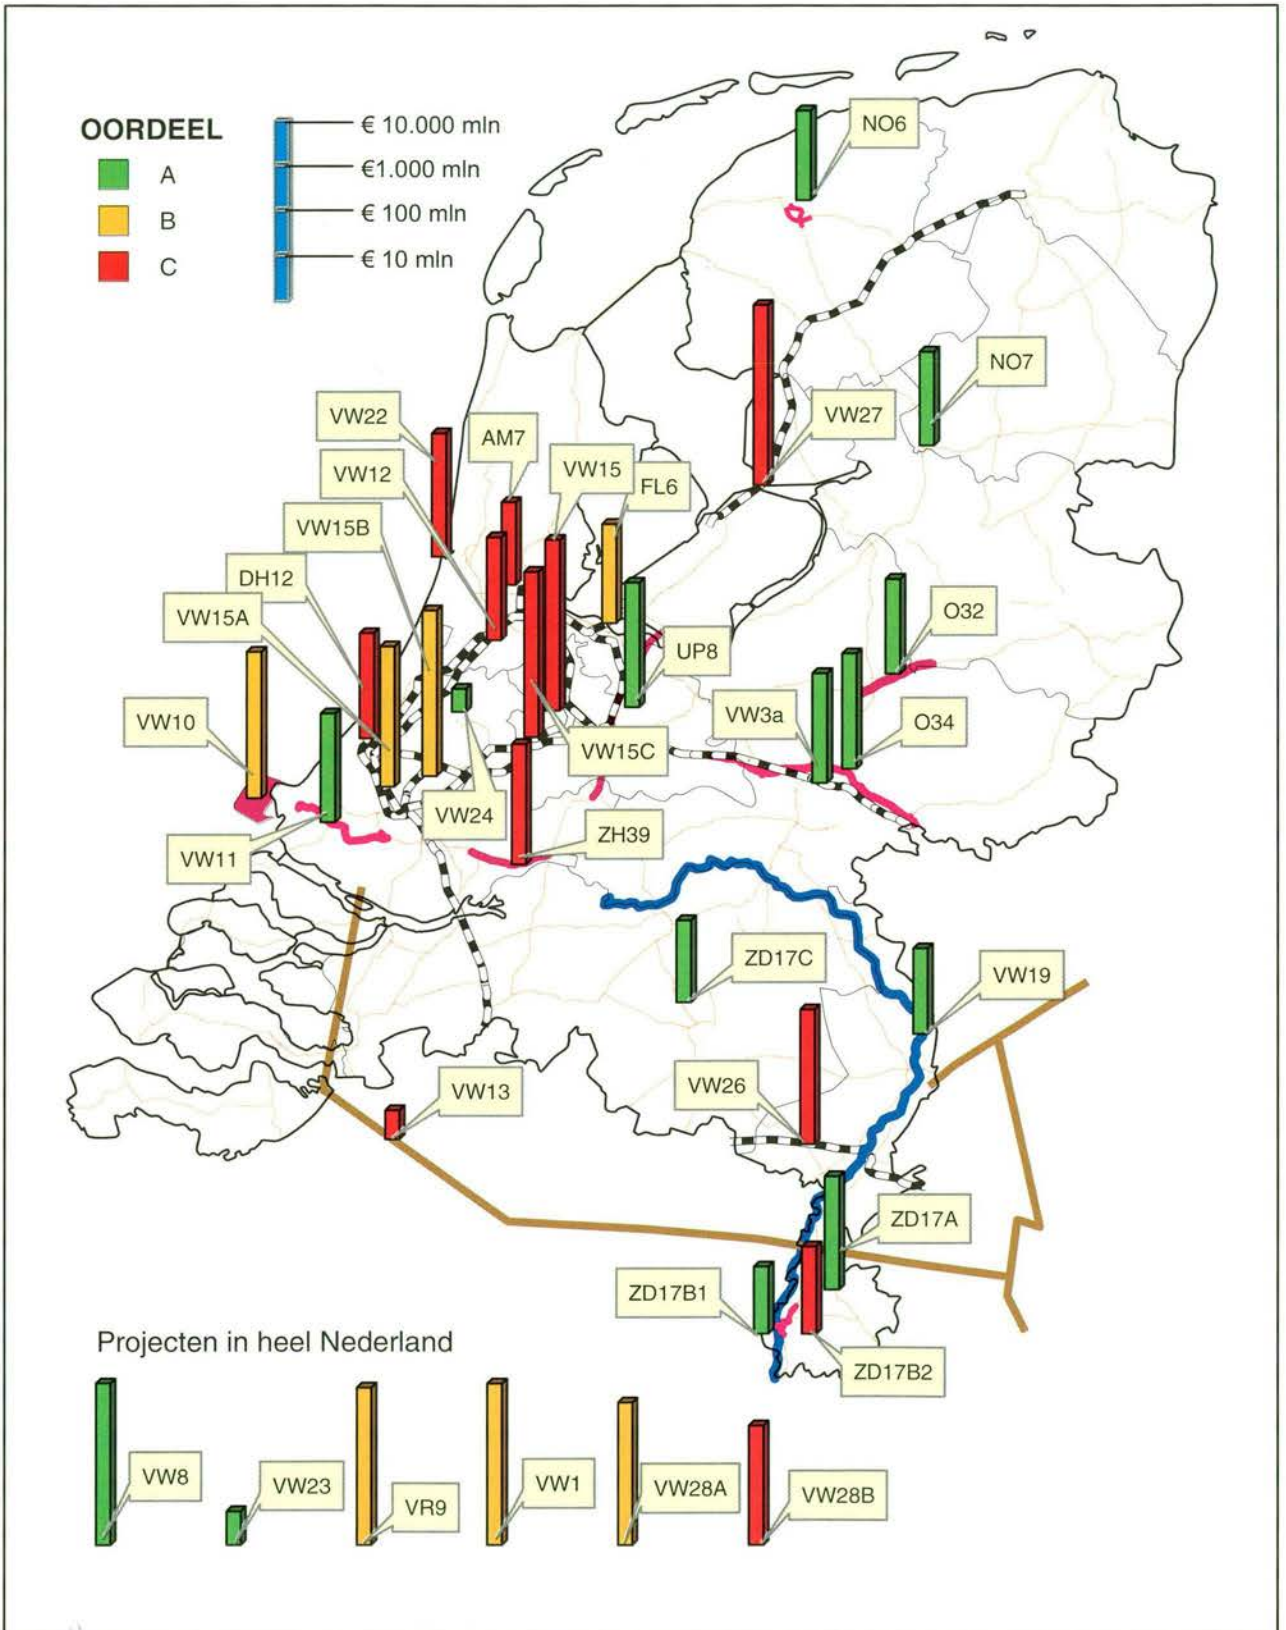 OORDEEL
A
B
C
€ 10.000 mln
€1.000 mln
€ 100 mln
€ 10 mln
NO6
NO7
VW27
VW22
AM7
VW12
VW15
FL6
VW15B
DH12
VW15A
O32
UP8
VW10
VW3a
O34
VW15C
VW24
ZH39
VW11
ZD17C
VW19
VW26
VW13
ZD17A
ZD17B1
ZD17B2
Projecten in heel Nederland
VW8
VW23
VR9
VW1
VW28A
VW28B